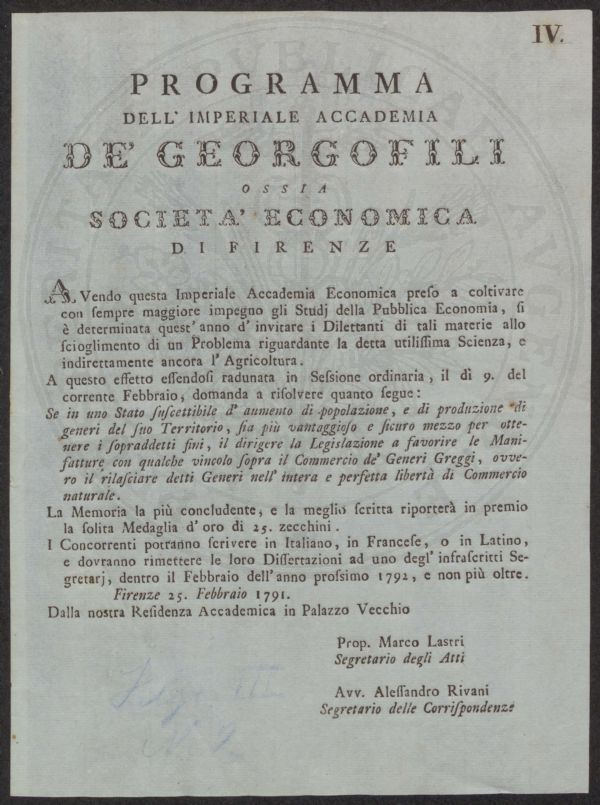 IV.
PROGRAMMA
DELL' IMPERIALE ACCADEMIA
DE' GEORGOFILI
OSSIA
SOCIETA' ECONOMICA
DI FIRENZE
AVendo questa Imperiale Accademia Economica preſo a coltivare
con ſempre maggiore impegno gli Studj della Pubblica Economia, ſi
è determinata queſt' anno d' invitare i Dilettanti di tali materie allo
ſcioglimento di un Problema riguardante la detta utiliſſima Scienza, e
indirettamente ancora l' Agricoltura.
A queſto effetto eſſendoſi radunata in Seſſione ordinaria, il dì 9. del
corrente Febbraio, domanda a riſolvere quanto ſegue:
Se in uno Stato ſuſcettibile d' aumento di popolazione, e di produzione di
generi del ſuo Territorio, ſia più vantaggioſo e ſicuro mezzo per otte-
nere i ſopraddetti fini, il dirigere la Legislazione a favorire le Mani-
fatture con qualche vincolo ſopra il Commercio de' Generi Greggi, ovve-
ro il rilaſciare detti Generi nell' intera e perfetta libertà di Commercio
naturale.
La Memoria la più concludente, e la meglio ſcritta riporterà in premio
la ſolita Medaglia d' oro di 25. zecchini.
I Concorrenti potranno ſcrivere in Italiano, in Franceſe, o in Latino,
e dovranno rimettere le loro Diſſertazioni ad uno degl' infraſcritti Se-
gretarj, dentro il Febbraio dell' anno proſſimo 1792, e non più oltre.
Firenze 25. Febbraio 1791.
Dalla noſtra Reſidenza Accademica in Palazzo Vecchio
Prop. Marco Laſtri
Segretario degli Atti
Avv. Aleſſandro Rivani
Segretario delle Corriſpondenze